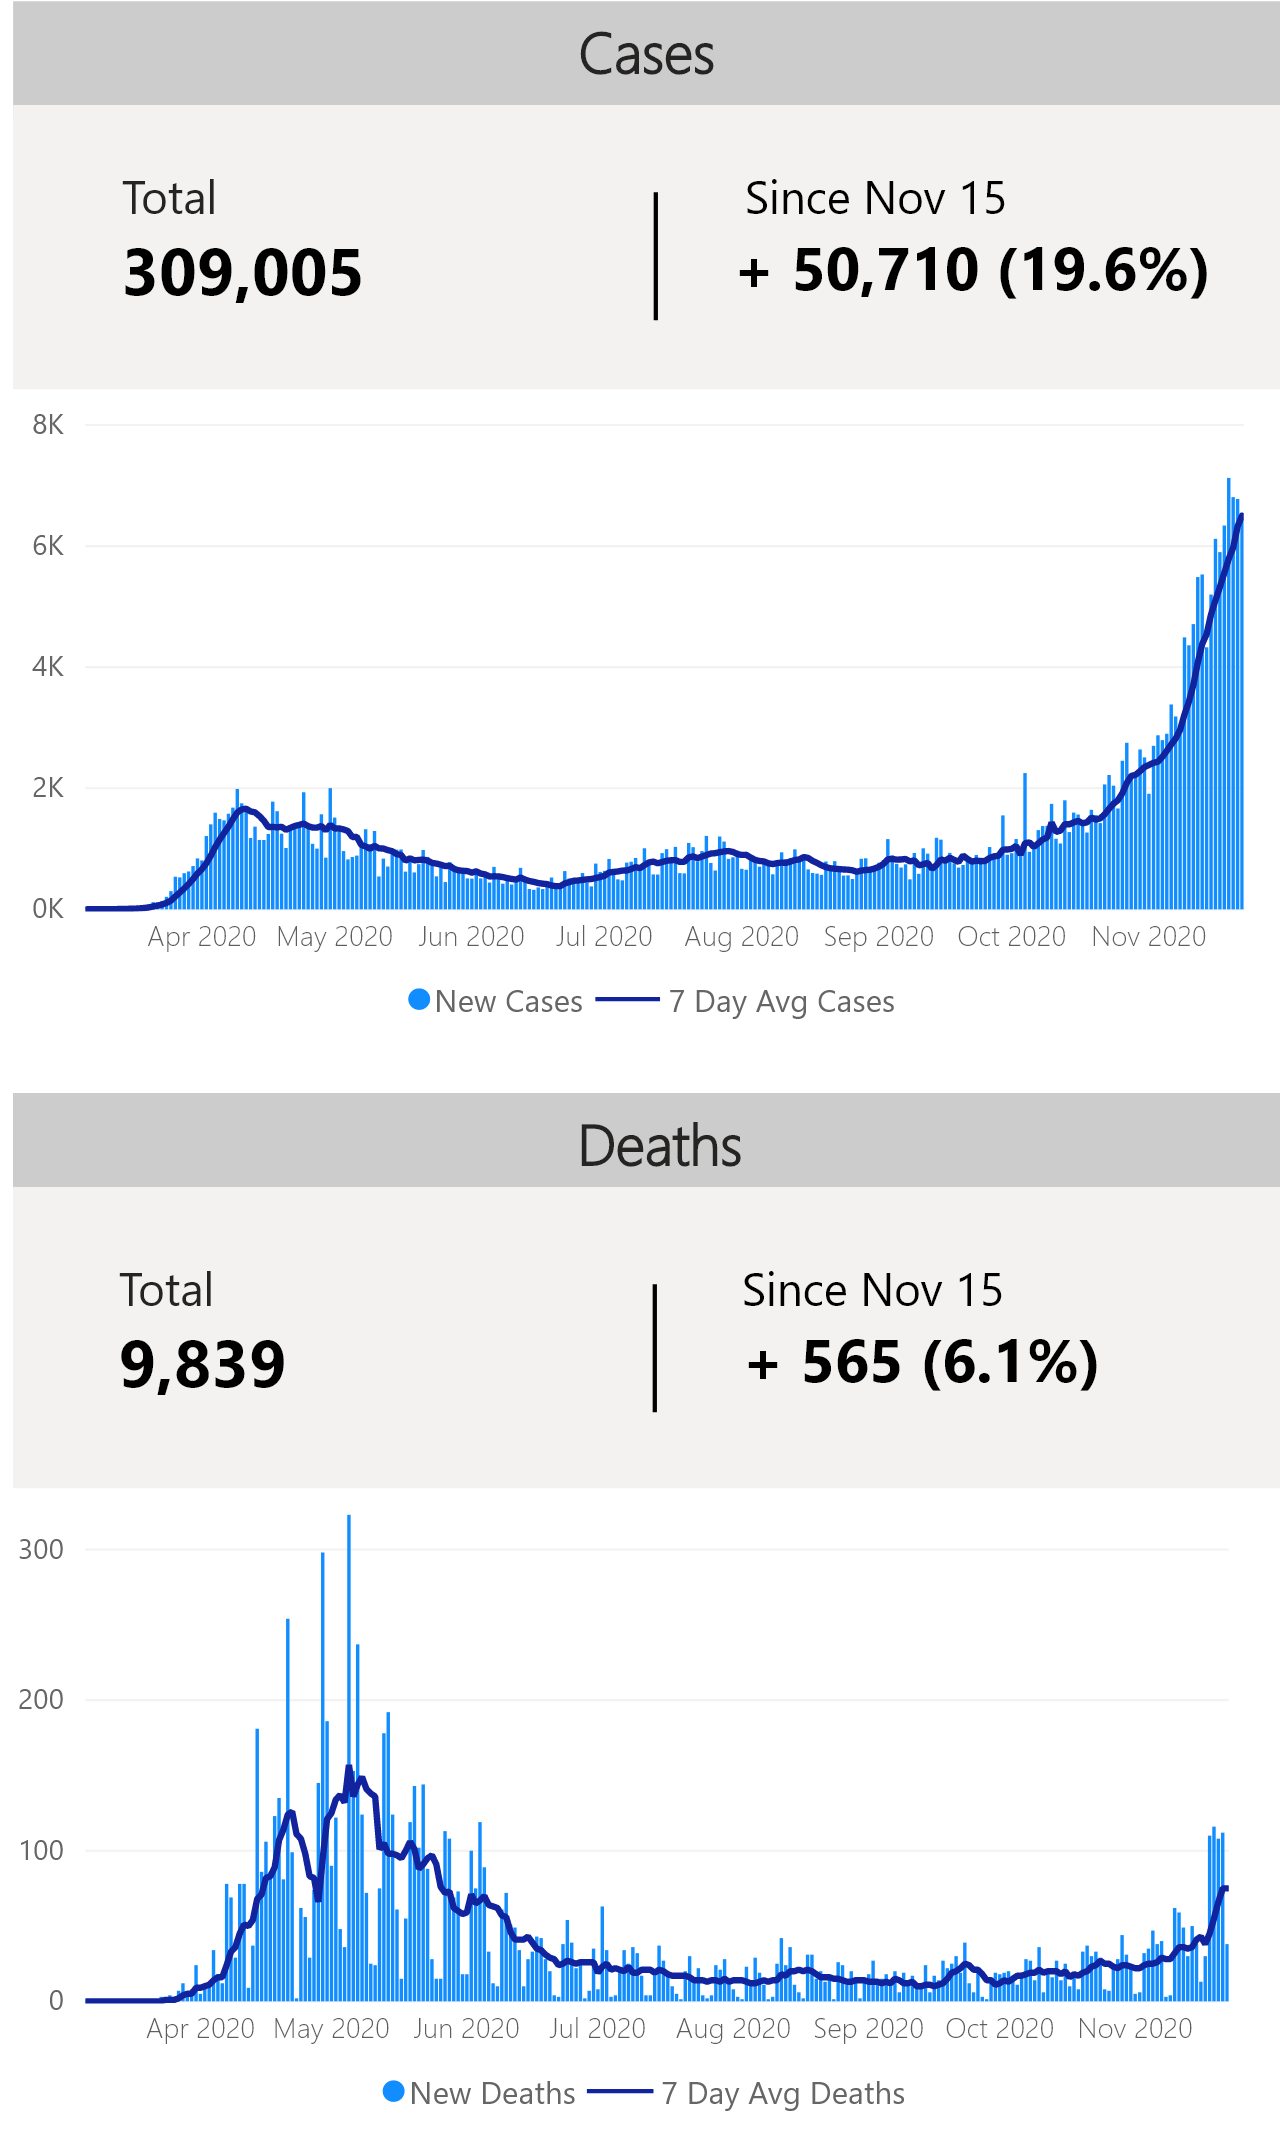 Cases
Total
Since Nov 15
309,005
+ 50,710 (19.6%)
8K
6K
4K
2K
0K
Apr 2020 May 2020 Jun 2020 Jul 2020 Aug 2020 Sep 2020 Oct 2020 Nov 2020
New Cases 7 Day Avg Cases
Deaths
Total
Since Nov 15
9,839
+ 565 (6.1%)
300
200
100
0
Apr 2020 May 2020 Jun 2020 Jul 2020 Aug 2020 Sep 2020 Oct 2020 Nov 2020
New Deaths 7 Day Avg Deaths